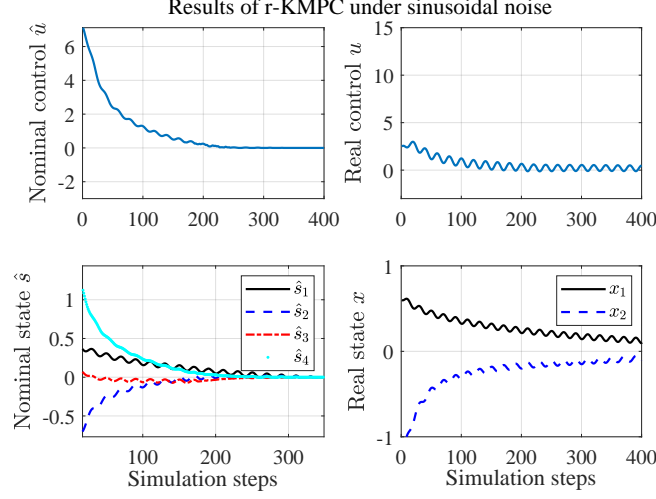 Results of r-KMPC under sinusoidal noise
Nominal control û
6
4
2
0
-2
0 100 200 300 400
Real control u
15
10
5
0
0 100 200 300 400
Nominal state ŝ
1
0.5
0
-0.5
100 200 300
Simulation steps
ŝ₁
ŝ₂
ŝ₃
ŝ₄
Real state x
1
0
-1
0 100 200 300 400
Simulation steps
x₁
x₂